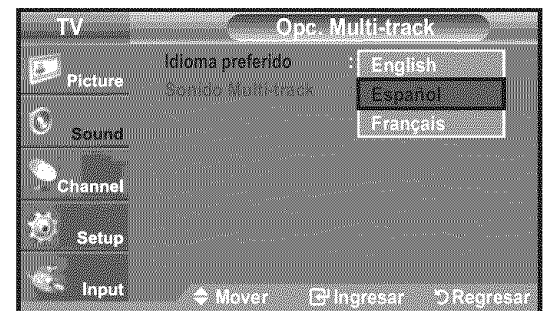 TV
Opc. Multi-track
Picture
Sound
Channel
Setup
Input
Idioma preferido :
Sonido Multi-track
English
Español
Français
Mover Ingresar Regresar